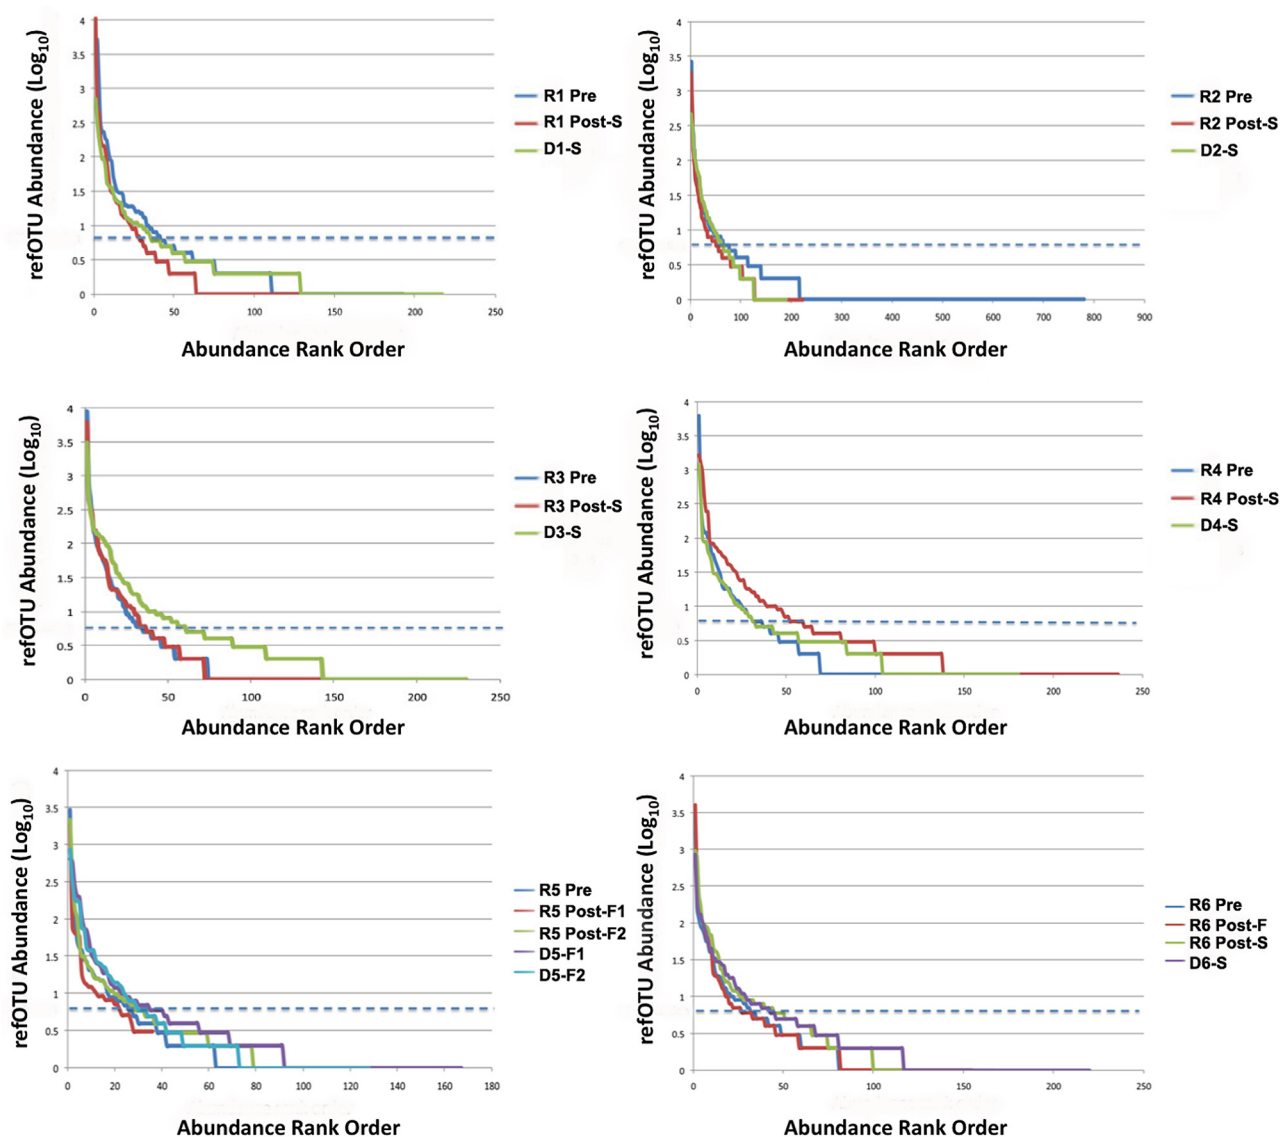 refOTU Abundance (Log10)
4
3.5
3
2.5
2
1.5
1
0.5
0
0 50 100 150 200 250
Abundance Rank Order
R1 Pre
R1 Post-S
D1-S
refOTU Abundance (Log10)
4
3.5
3
2.5
2
1.5
1
0.5
0
0 100 200 300 400 500 600 700 800 900
Abundance Rank Order
R2 Pre
R2 Post-S
D2-S
refOTU Abundance (Log10)
4
3.5
3
2.5
2
1.5
1
0.5
0
0 50 100 150 200 250
Abundance Rank Order
R3 Pre
R3 Post-S
D3-S
refOTU Abundance (Log10)
4
3.5
3
2.5
2
1.5
1
0.5
0
0 50 100 150 200 250
Abundance Rank Order
R4 Pre
R4 Post-S
D4-S
refOTU Abundance (Log10)
4
3.5
3
2.5
2
1.5
1
0.5
0
0 20 40 60 80 100 120 140 160 180
Abundance Rank Order
R5 Pre
R5 Post-F1
R5 Post-F2
D5-F1
D5-F2
refOTU Abundance (Log10)
4
3.5
3
2.5
2
1.5
1
0.5
0
0 50 100 150 200 250
Abundance Rank Order
R6 Pre
R6 Post-F
R6 Post-S
D6-S